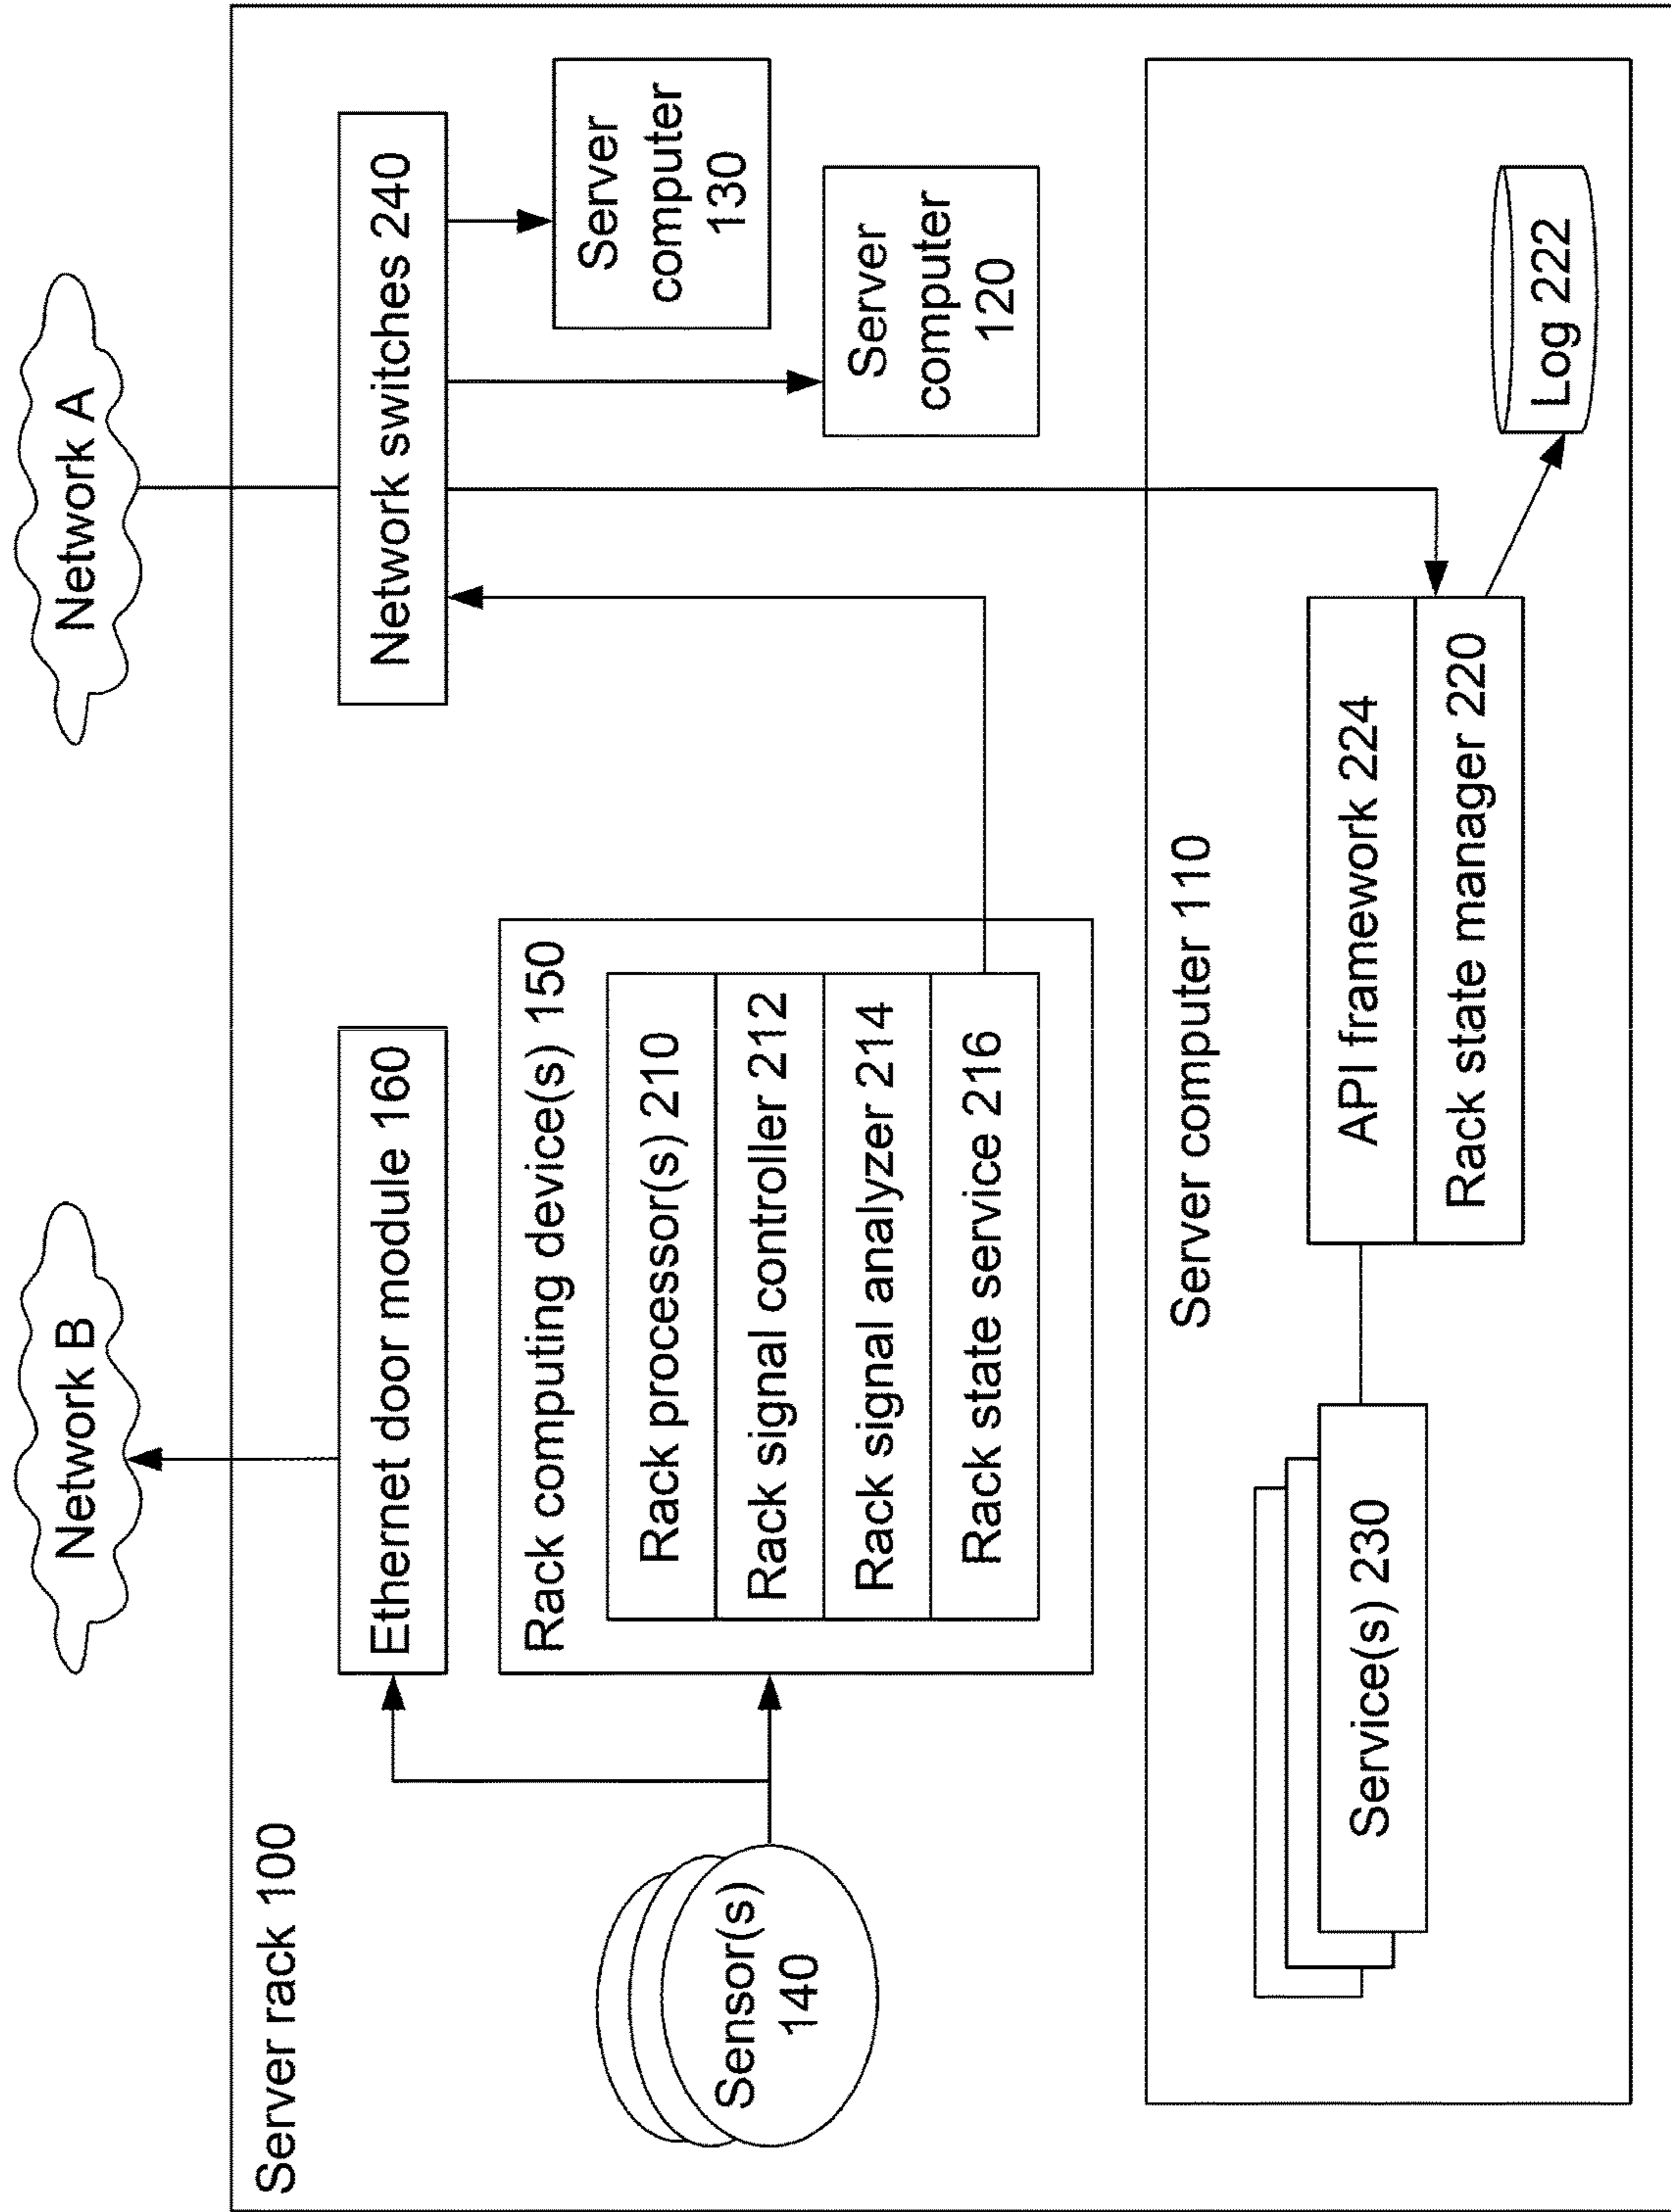 Network B
Network A
Server rack 100
Ethernet door module 160
Network switches 240
Rack computing device(s) 150
Rack processor(s) 210
Rack signal controller 212
Rack signal analyzer 214
Rack state service 216
Sensor(s)
140
Server
computer
130
Server
computer
120
Server computer 110
Service(s) 230
API framework 224
Rack state manager 220
Log 222